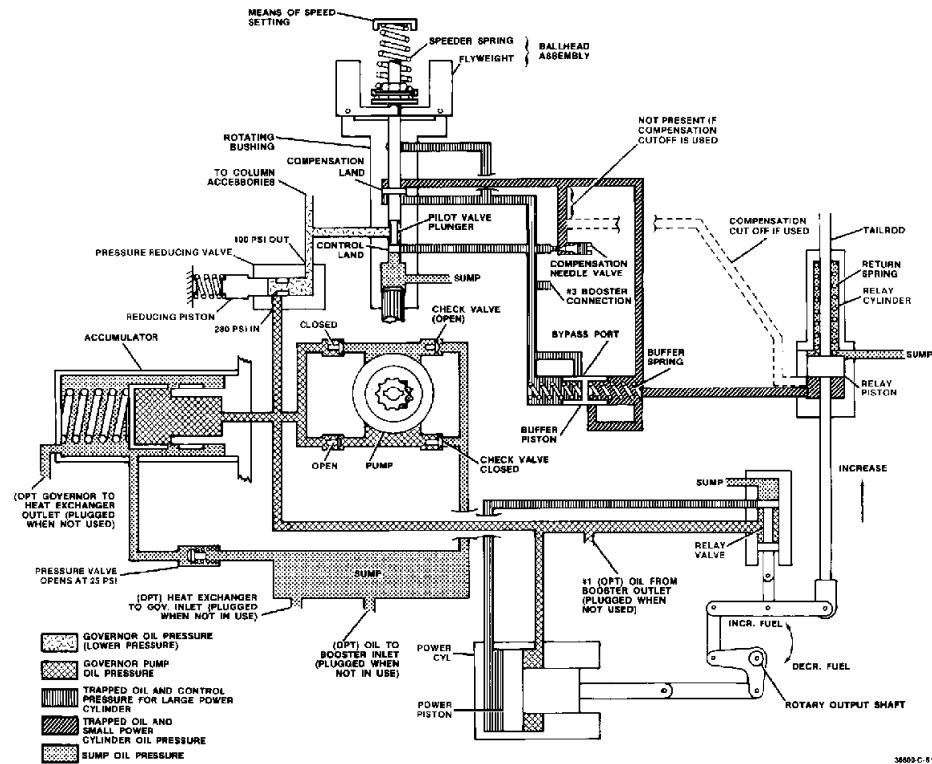 MEANS OF SPEED
SETTING
SPEEDER SPRING
FLYWEIGHT
BALLHEAD
ASSEMBLY
ROTATING
BUSHING
COMPENSATION
LAND
NOT PRESENT IF
COMPENSATION
CUTOFF IS USED
TO COLUMN
ACCESSORIES
PILOT VALVE
PLUNGER
COMPENSATION
CUT OFF IF USED
TAILROD
100 PSI OUT
CONTROL
LAND
PRESSURE REDUCING VALVE
SUMP
COMPENSATION
NEEDLE VALVE
RETURN
SPRING
RELAY
CYLINDER
#3 BOOSTER
CONNECTION
REDUCING PISTON
280 PSI IN
CLOSED
CHECK VALVE
(OPEN)
BYPASS PORT
BUFFER
SPRING
SUMP
ACCUMULATOR
RELAY
PISTON
BUFFER
PISTON
OPEN
PUMP
CHECK VALVE
CLOSED
INCREASE
(OPT GOVERNOR TO
HEAT EXCHANGER
OUTLET (PLUGGED
WHEN NOT USED)
SUMP
RELAY
VALVE
PRESSURE VALVE
OPENS AT 25 PSI
SUMP
(OPT) HEAT EXCHANGER
TO GOV. INLET (PLUGGED
WHEN NOT IN USE)
#1 (OPT) OIL FROM
BOOSTER OUTLET
(PLUGGED WHEN
NOT USED)
INCR. FUEL
(OPT) OIL TO
BOOSTER INLET
(PLUGGED WHEN
NOT IN USE)
POWER
CYL
DECR. FUEL
POWER
PISTON
ROTARY OUTPUT SHAFT
GOVERNOR OIL PRESSURE
(LOWER PRESSURE)
GOVERNOR PUMP
OIL PRESSURE
TRAPPED OIL AND CONTROL
PRESSURE FOR LARGE POWER
CYLINDER
TRAPPED OIL AND
SMALL POWER
CYLINDER OIL PRESSURE
SUMP OIL PRESSURE